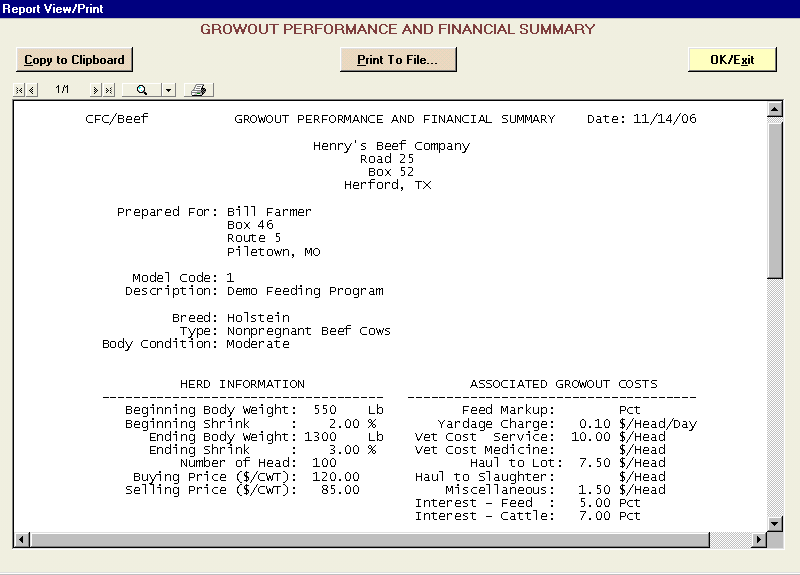 Report View/Print
GROWOUT PERFORMANCE AND FINANCIAL SUMMARY
Copy to Clipboard Print To File... OK/Exit
1/1
CFC/Beef GROWOUT PERFORMANCE AND FINANCIAL SUMMARY Date: 11/14/06
Henry's Beef Company
Road 25
Box 52
Herford, TX
Prepared For: Bill Farmer
Box 46
Route 5
Piletown, MO
Model Code: 1
Description: Demo Feeding Program
Breed: Holstein
Type: Nonpregnant Beef Cows
Body Condition: Moderate
HERD INFORMATION ASSOCIATED GROWOUT COSTS
------------------------------------ -------------------------------------
Beginning Body Weight: 550 Lb Feed Markup: Pct
Beginning Shrink : 2.00 % Yardage Charge: 0.10 $/Head/Day
Ending Body Weight: 1300 Lb Vet Cost Service: 10.00 $/Head
Ending Shrink : 3.00 % Vet Cost Medicine: $/Head
Number of Head: 100 Haul to Lot: 7.50 $/Head
Buying Price ($/CWT): 120.00 Haul to Slaughter: $/Head
Selling Price ($/CWT): 85.00 Miscellaneous: 1.50 $/Head
Interest - Feed : 5.00 Pct
Interest - Cattle: 7.00 Pct